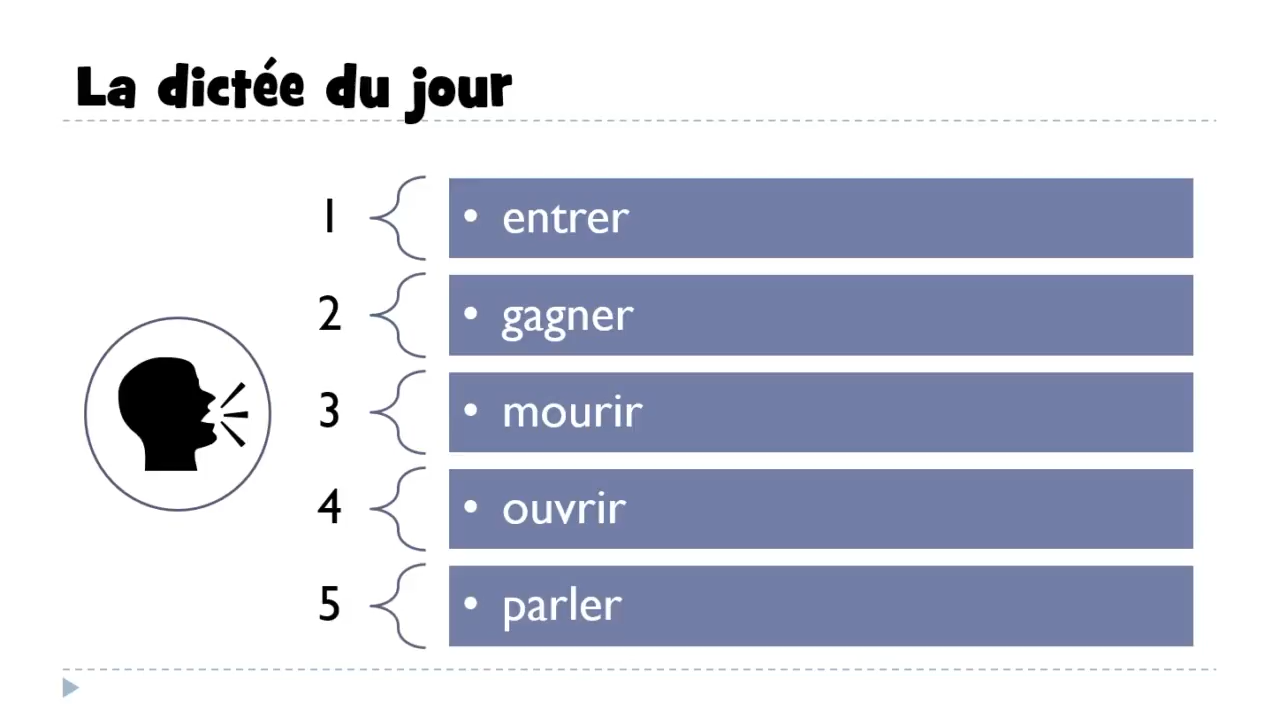 La dictée du jour
1
• entrer
2
• gagner
3
• mourir
4
• ouvrir
5
• parler